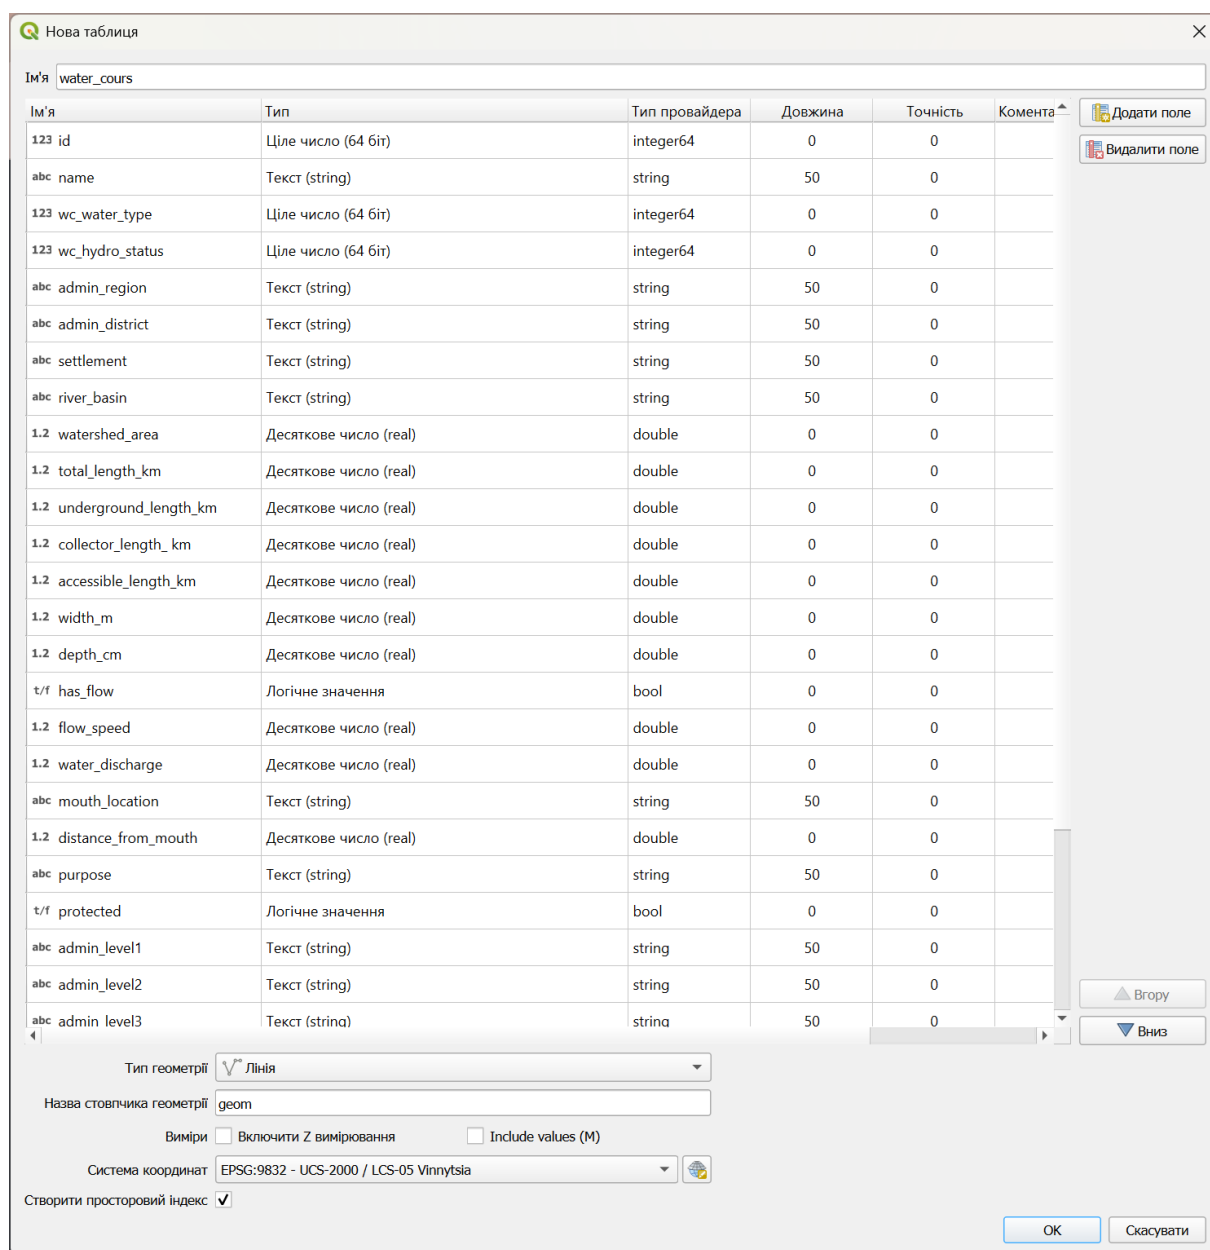 Нова таблиця
Ім'я water_cours
Ім'я Тип Тип провайдера Довжина Точність Комента
123 id Ціле число (64 біт) integer64 0 0
abc name Текст (string) string 50 0
123 wc_water_type Ціле число (64 біт) integer64 0 0
123 wc_hydro_status Ціле число (64 біт) integer64 0 0
abc admin_region Текст (string) string 50 0
abc admin_district Текст (string) string 50 0
abc settlement Текст (string) string 50 0
abc river_basin Текст (string) string 50 0
1.2 watershed_area Десяткове число (real) double 0 0
1.2 total_length_km Десяткове число (real) double 0 0
1.2 underground_length_km Десяткове число (real) double 0 0
1.2 collector_length_ km Десяткове число (real) double 0 0
1.2 accessible_length_km Десяткове число (real) double 0 0
1.2 width_m Десяткове число (real) double 0 0
1.2 depth_cm Десяткове число (real) double 0 0
t/f has_flow Логічне значення bool 0 0
1.2 flow_speed Десяткове число (real) double 0 0
1.2 water_discharge Десяткове число (real) double 0 0
abc mouth_location Текст (string) string 50 0
1.2 distance_from_mouth Десяткове число (real) double 0 0
abc purpose Текст (string) string 50 0
t/f protected Логічне значення bool 0 0
abc admin_level1 Текст (string) string 50 0
abc admin_level2 Текст (string) string 50 0
abc admin_level3 Текст (string) string 50 0
Додати поле
Видалити поле
Вгору
Вниз
Тип геометрії Лінія
Назва стовпчика геометрії geom
Виміри Включити Z вимірювання Include values (M)
Система координат EPSG:9832 - UCS-2000 / LCS-05 Vinnytsia
Створити просторовий індекс
OK Скасувати